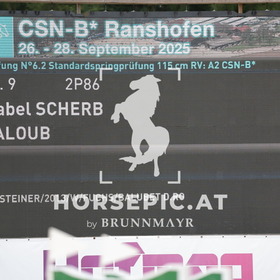 CSN-B* Ranshofen
26. - 28. September 2025
fung N°6.2 Standardspringprüfung 115 cm RV: A2 CSN-B*
. 9 2P86
abel SCHERB
ALOUB
HORSEPIC.AT
by BRUNNMAYR